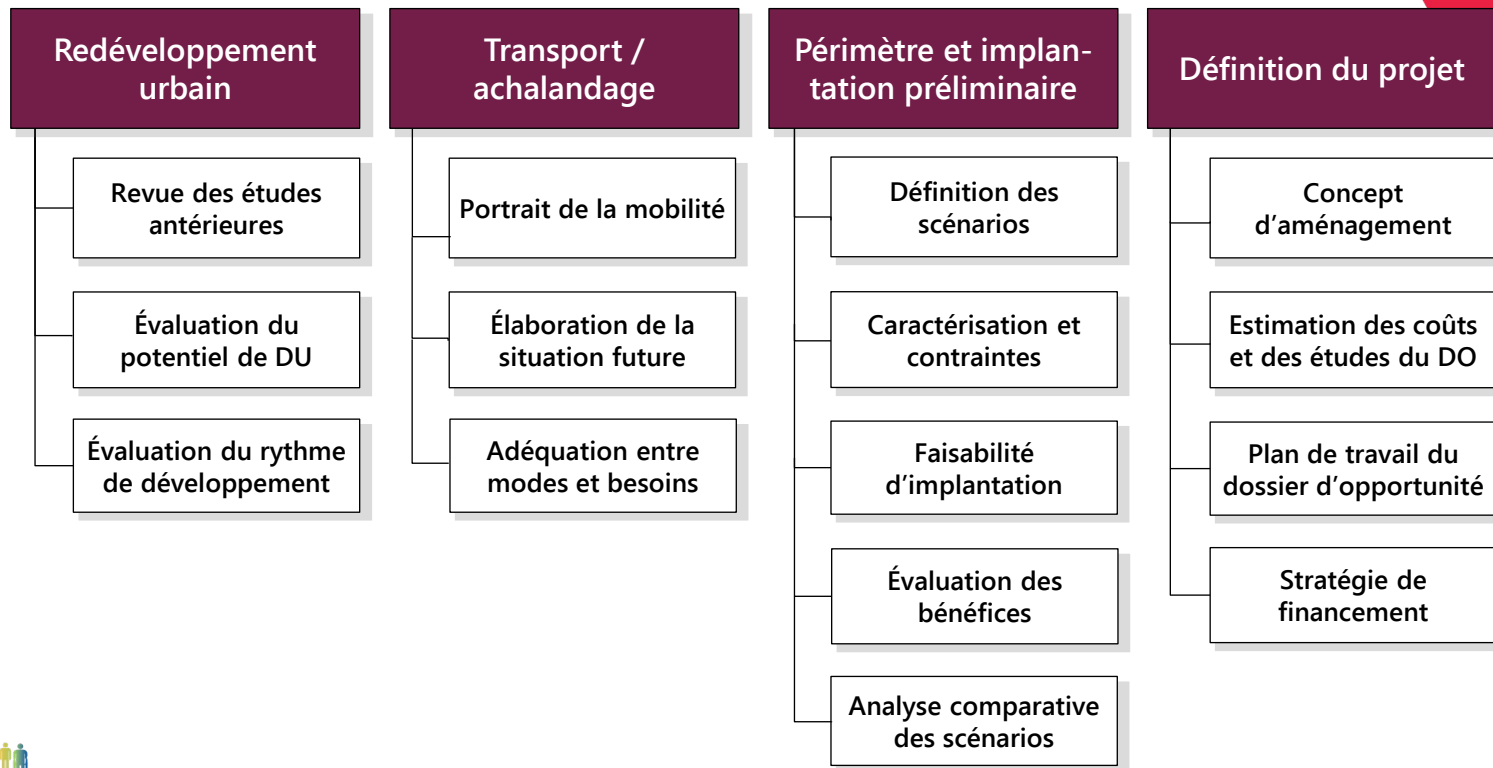 Redéveloppement
urbain
Revue des études
antérieures
Évaluation du
potentiel de DU
Évaluation du rythme
de développement
Transport /
achalandage
Portrait de la mobilité
Élaboration de la
situation future
Adéquation entre
modes et besoins
Périmètre et implan-
tation préliminaire
Définition des
scénarios
Caractérisation et
contraintes
Faisabilité
d’implantation
Évaluation des
bénéfices
Analyse comparative
des scénarios
Définition du projet
Concept
d’aménagement
Estimation des coûts
et des études du DO
Plan de travail du
dossier d’opportunité
Stratégie de
financement